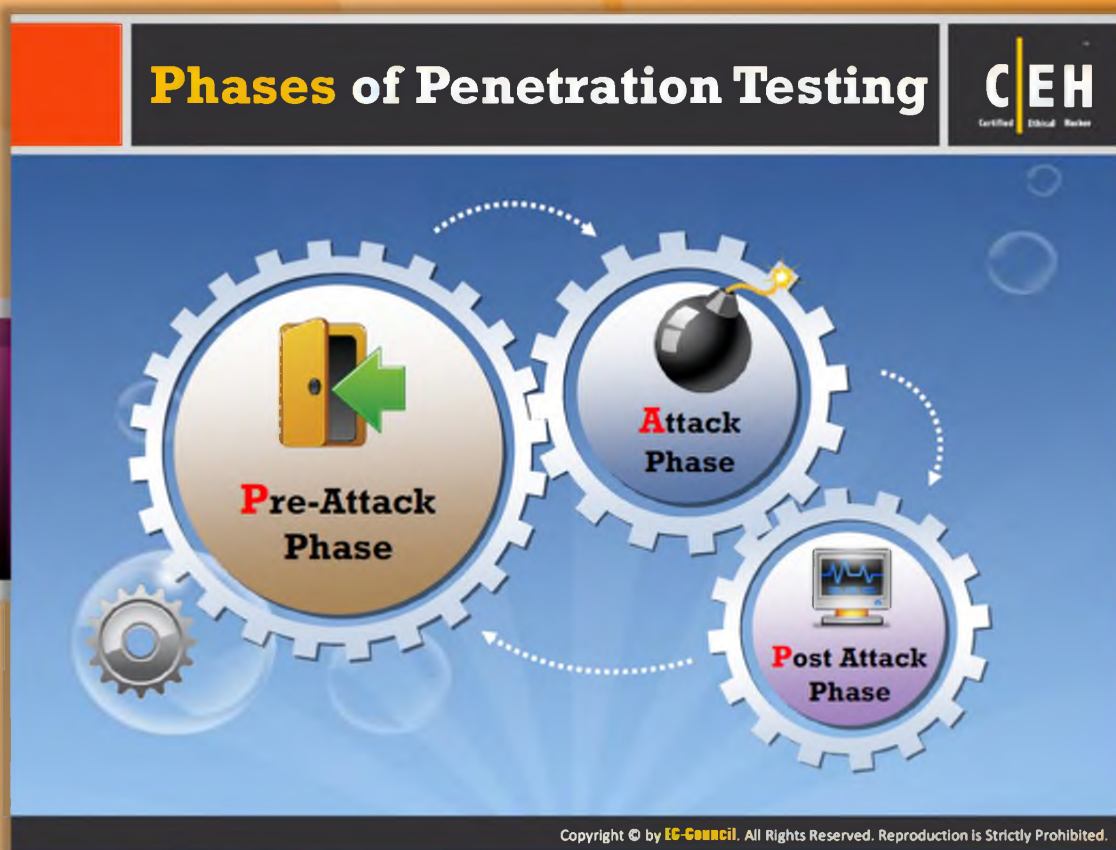 Phases of Penetration Testing
C EH
Certified Ethical Hacker
Pre-Attack
Phase
Attack
Phase
Post Attack
Phase
Copyright © by EC-Council. All Rights Reserved. Reproduction is Strictly Prohibited.